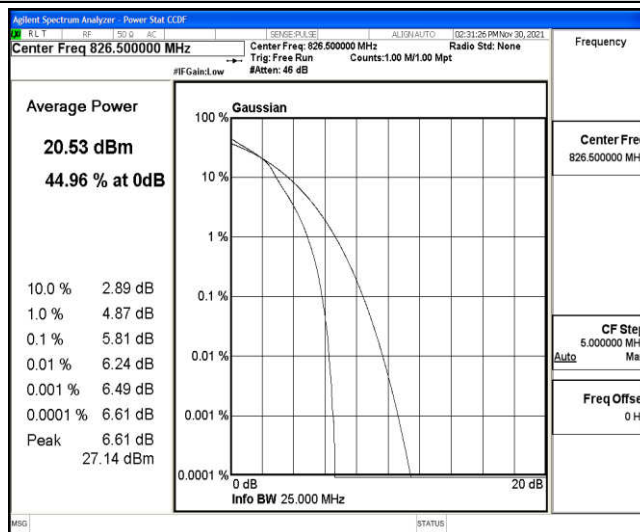 Agilent Spectrum Analyzer - Power Stat CCDF
RLT RF 50 Ω AC SENSE:PULSE ALIGN AUTO 02:31:26 PM Nov 30, 2021
Center Freq 826.500000 MHz
Center Freq: 826.500000 MHz Radio Std: None
Trig: Free Run Counts:1.00 M/1.00 Mpt
#IFGain:Low #Atten: 46 dB
Frequency
Average Power
20.53 dBm
44.96 % at 0dB
10.0 % 2.89 dB
1.0 % 4.87 dB
0.1 % 5.81 dB
0.01 % 6.24 dB
0.001 % 6.49 dB
0.0001 % 6.61 dB
Peak 6.61 dB
27.14 dBm
Gaussian
100 %
10 %
1 %
0.1 %
0.01 %
0.001 %
0.0001 %
0 dB 20 dB
Info BW 25.000 MHz
Center Fre
826.500000 MH
CF Step
5.000000 MH
Auto Ma
Freq Offse
0 H
MSG STATUS